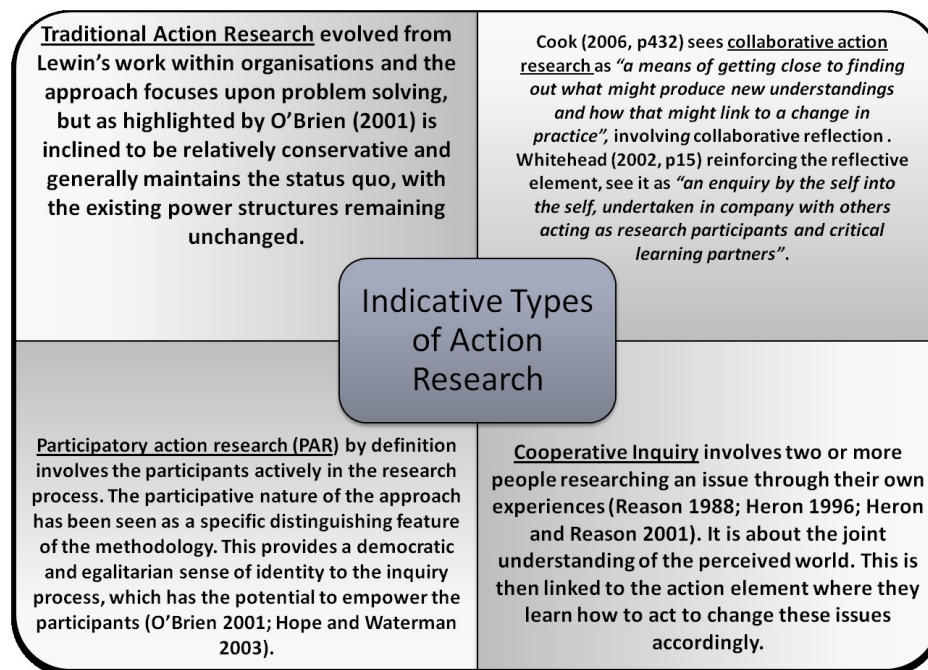 Traditional Action Research evolved from
Lewin's work within organisations and the
approach focuses upon problem solving,
but as highlighted by O'Brien (2001) is
inclined to be relatively conservative and
generally maintains the status quo, with
the existing power structures remaining
unchanged.
Cook (2006, p432) sees collaborative action
research as "a means of getting close to finding
out what might produce new understandings
and how that might link to a change in
practice", involving collaborative reflection .
Whitehead (2002, p15) reinforcing the reflective
element, see it as "an enquiry by the self into
the self, undertaken in company with others
acting as research participants and critical
learning partners".
Indicative Types
of Action
Research
Participatory action research (PAR) by definition
involves the participants actively in the research
process. The participative nature of the approach
has been seen as a specific distinguishing feature
of the methodology. This provides a democratic
and egalitarian sense of identity to the inquiry
process, which has the potential to empower the
participants (O'Brien 2001; Hope and Waterman
2003).
Cooperative Inquiry involves two or more
people researching an issue through their own
experiences (Reason 1988; Heron 1996; Heron
and Reason 2001). It is about the joint
understanding of the perceived world. This is
then linked to the action element where they
learn how to act to change these issues
accordingly.